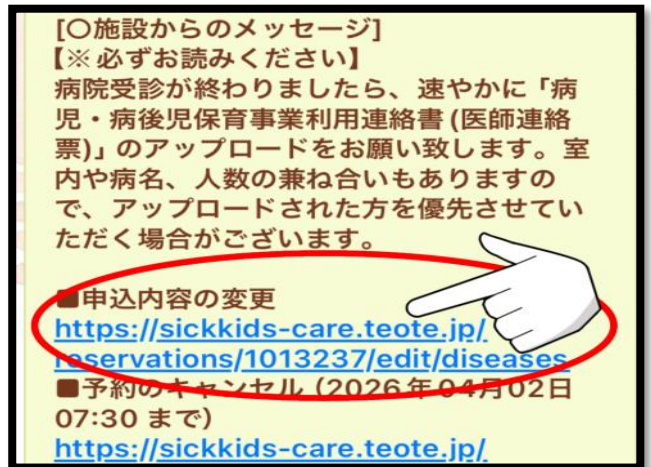 [〇施設からのメッセージ]
【※必ずお読みください】
病院受診が終わりましたら、速やかに「病
児・病後児保育事業利用連絡書(医師連絡
票)」のアップロードをお願い致します。室
内や病名、人数の兼ね合いもありますの
で、アップロードされた方を優先させてい
ただく場合がございます。
■申込内容の変更
https://sickkids-care.teote.jp/
reservations/1013237/edit/diseases
■予約のキャンセル(2026年04月02日
07:30 まで)
https://sickkids-care.teote.jp/